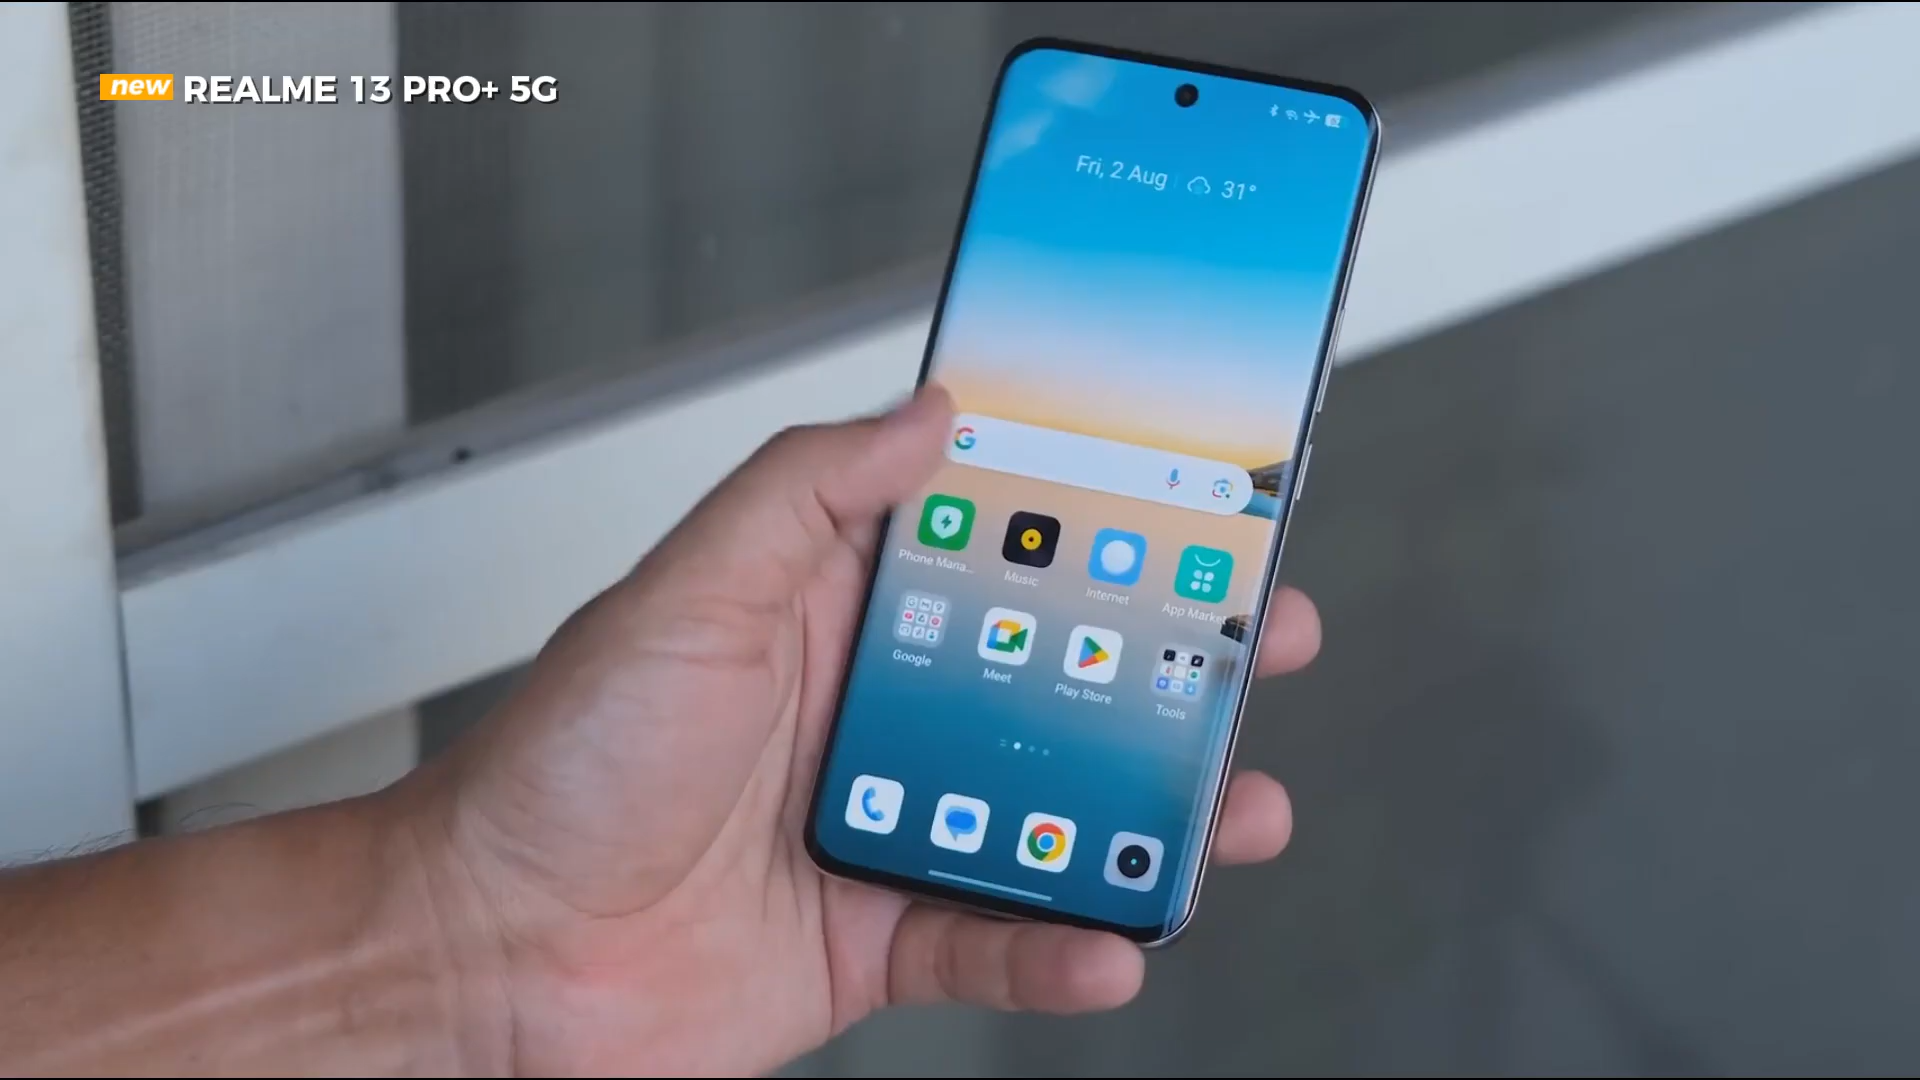 new REALME 13 PRO+ 5G
Fri, 2 Aug 31°
Phone Mana...
Music
Internet
App Market
Google
Meet
Play Store
Tools